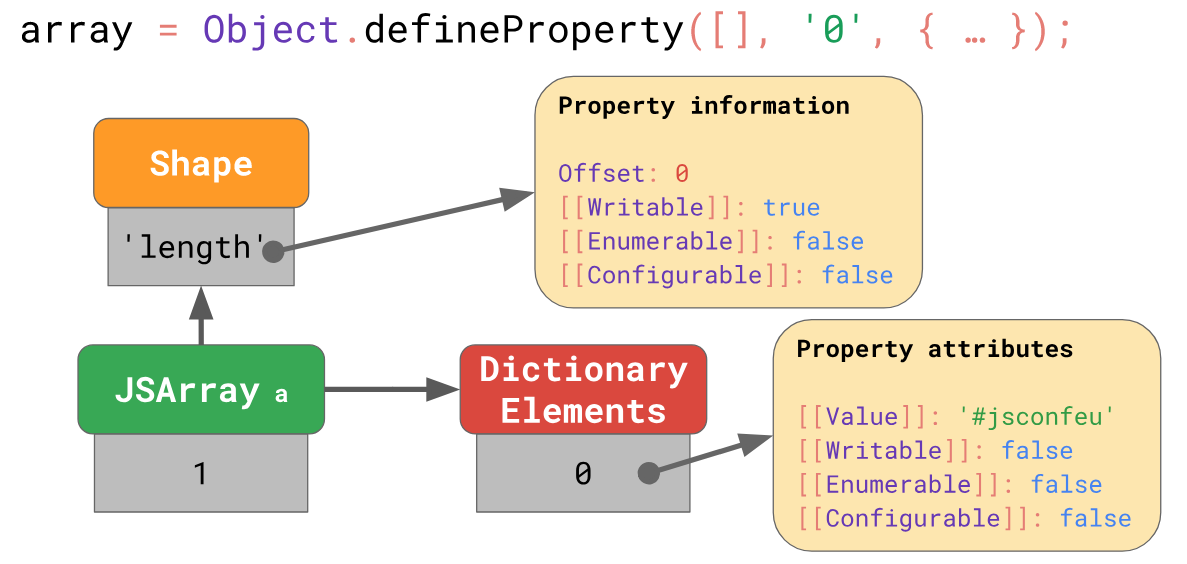 array = Object.defineProperty([], '0', { … });
Property information
Offset: 0
[[Writable]]: true
[[Enumerable]]: false
[[Configurable]]: false
Shape
'length'
JSArray a
1
Dictionary
Elements
0
Property attributes
[[Value]]: '#jsconfeu'
[[Writable]]: false
[[Enumerable]]: false
[[Configurable]]: false